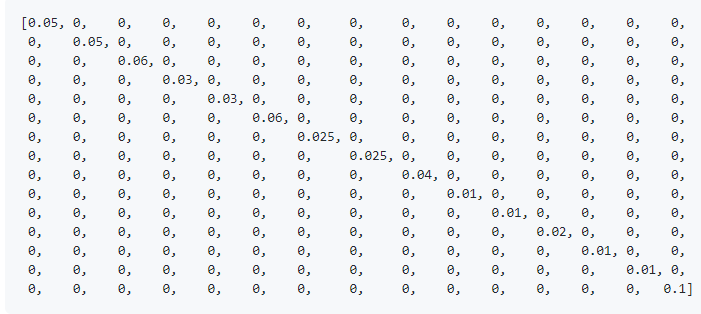 [0.05, 0, 0, 0, 0, 0, 0, 0, 0, 0, 0, 0, 0, 0, 0,
0, 0.05, 0, 0, 0, 0, 0, 0, 0, 0, 0, 0, 0, 0, 0,
0, 0, 0.06, 0, 0, 0, 0, 0, 0, 0, 0, 0, 0, 0, 0,
0, 0, 0, 0.03, 0, 0, 0, 0, 0, 0, 0, 0, 0, 0, 0,
0, 0, 0, 0, 0.03, 0, 0, 0, 0, 0, 0, 0, 0, 0, 0,
0, 0, 0, 0, 0, 0.06, 0, 0, 0, 0, 0, 0, 0, 0, 0,
0, 0, 0, 0, 0, 0, 0.025, 0, 0, 0, 0, 0, 0, 0, 0,
0, 0, 0, 0, 0, 0, 0, 0.025, 0, 0, 0, 0, 0, 0, 0,
0, 0, 0, 0, 0, 0, 0, 0, 0.04, 0, 0, 0, 0, 0, 0,
0, 0, 0, 0, 0, 0, 0, 0, 0, 0.01, 0, 0, 0, 0, 0,
0, 0, 0, 0, 0, 0, 0, 0, 0, 0, 0.01, 0, 0, 0, 0,
0, 0, 0, 0, 0, 0, 0, 0, 0, 0, 0, 0.02, 0, 0, 0,
0, 0, 0, 0, 0, 0, 0, 0, 0, 0, 0, 0, 0.01, 0, 0,
0, 0, 0, 0, 0, 0, 0, 0, 0, 0, 0, 0, 0, 0.01, 0,
0, 0, 0, 0, 0, 0, 0, 0, 0, 0, 0, 0, 0, 0, 0.1]